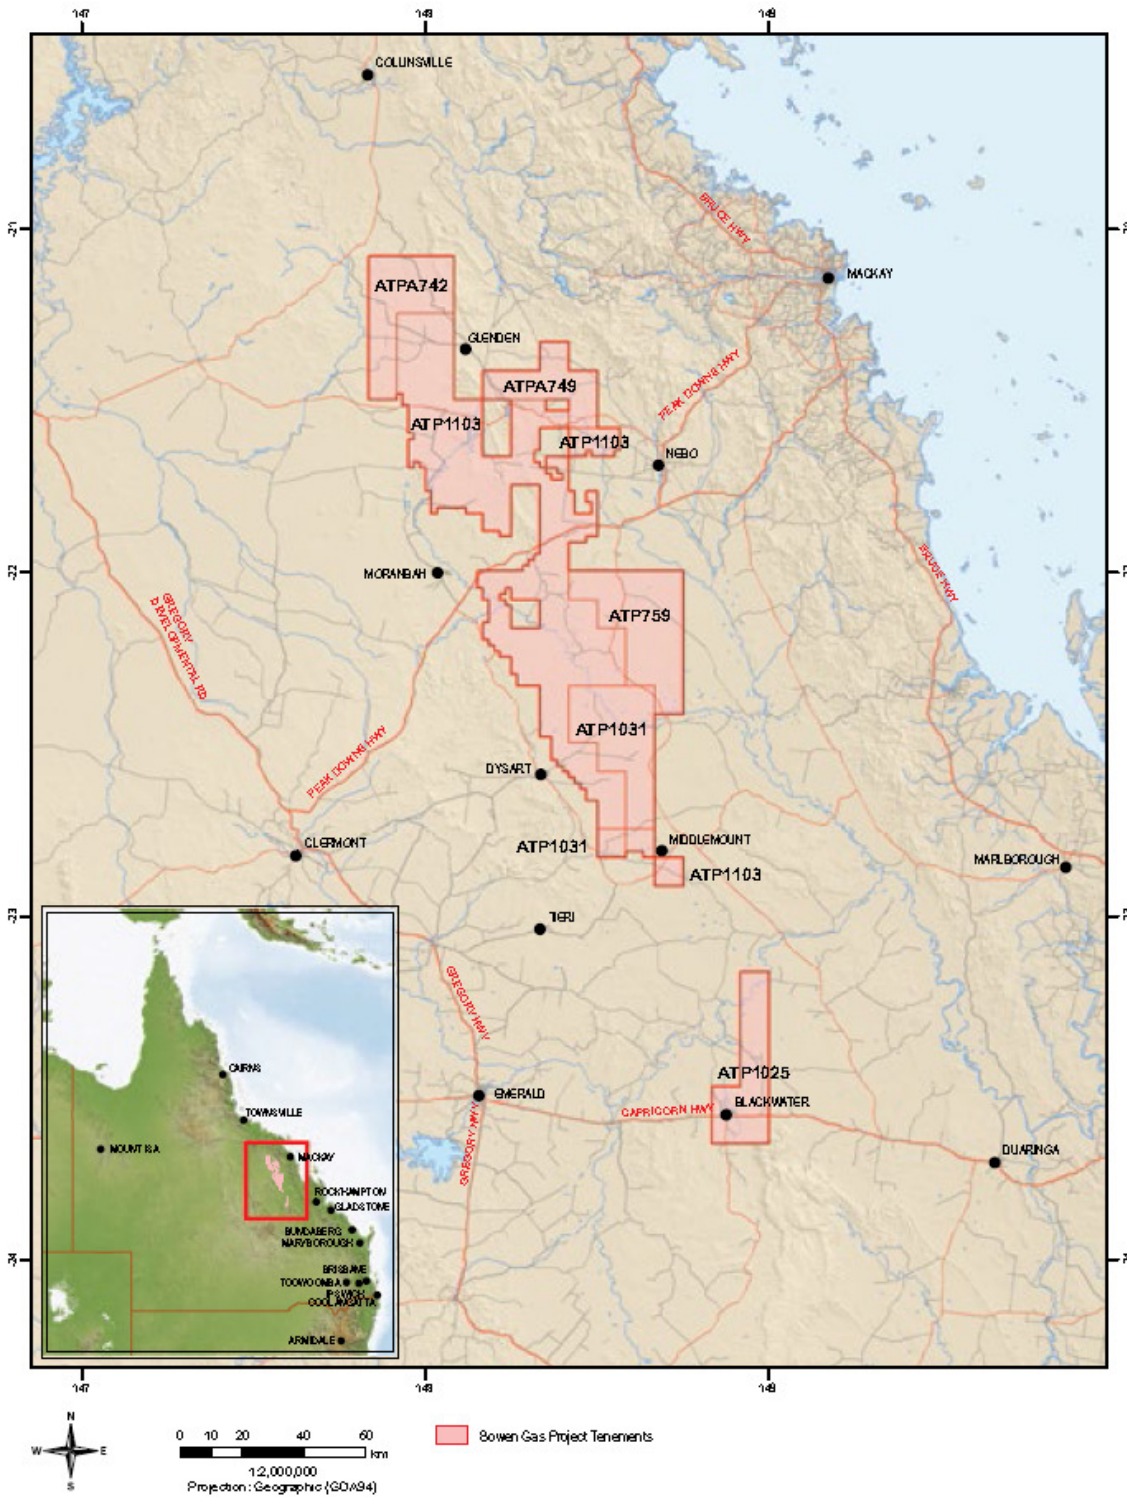 147
148
149
COLLINSVILLE
-21
BRUCE HWY
MACKAY
ATPA742
GLENDEN
ATPA749
PEAK DOWING HWY
ATP1103
ATP1103
NEBO
-22
MORANBAH
BRUCE HWY
GREGORY
DEVELOPMENTAL RD
ATP759
ATP1031
PEAK DOWING HWY
DYSART
CLERMONT
ATP1031
MIDDLEMOUNT
MARLBOROUGH
ATP1103
-23
TIERI
GREGORY HWY
ATP1025
EMERALD
CAPRICORN HWY
BLACKWATER
GREGORY HWY
DUARINGA
-24
CAIRNS
TOWNSVILLE
MOUNT ISA
MACKAY
ROCKHAMPTON
GLADSTONE
BUNDABERG
MARYBOROUGH
BRISBANE
TOOWOOMBA
IPSWICH
COOLANGATTA
ARMIDALE
147
148
149
N
W E
S
0 10 20 40 60
km
1:2,000,000
Projection: Geographic (GDA94)
Bowen Gas Project Tenements